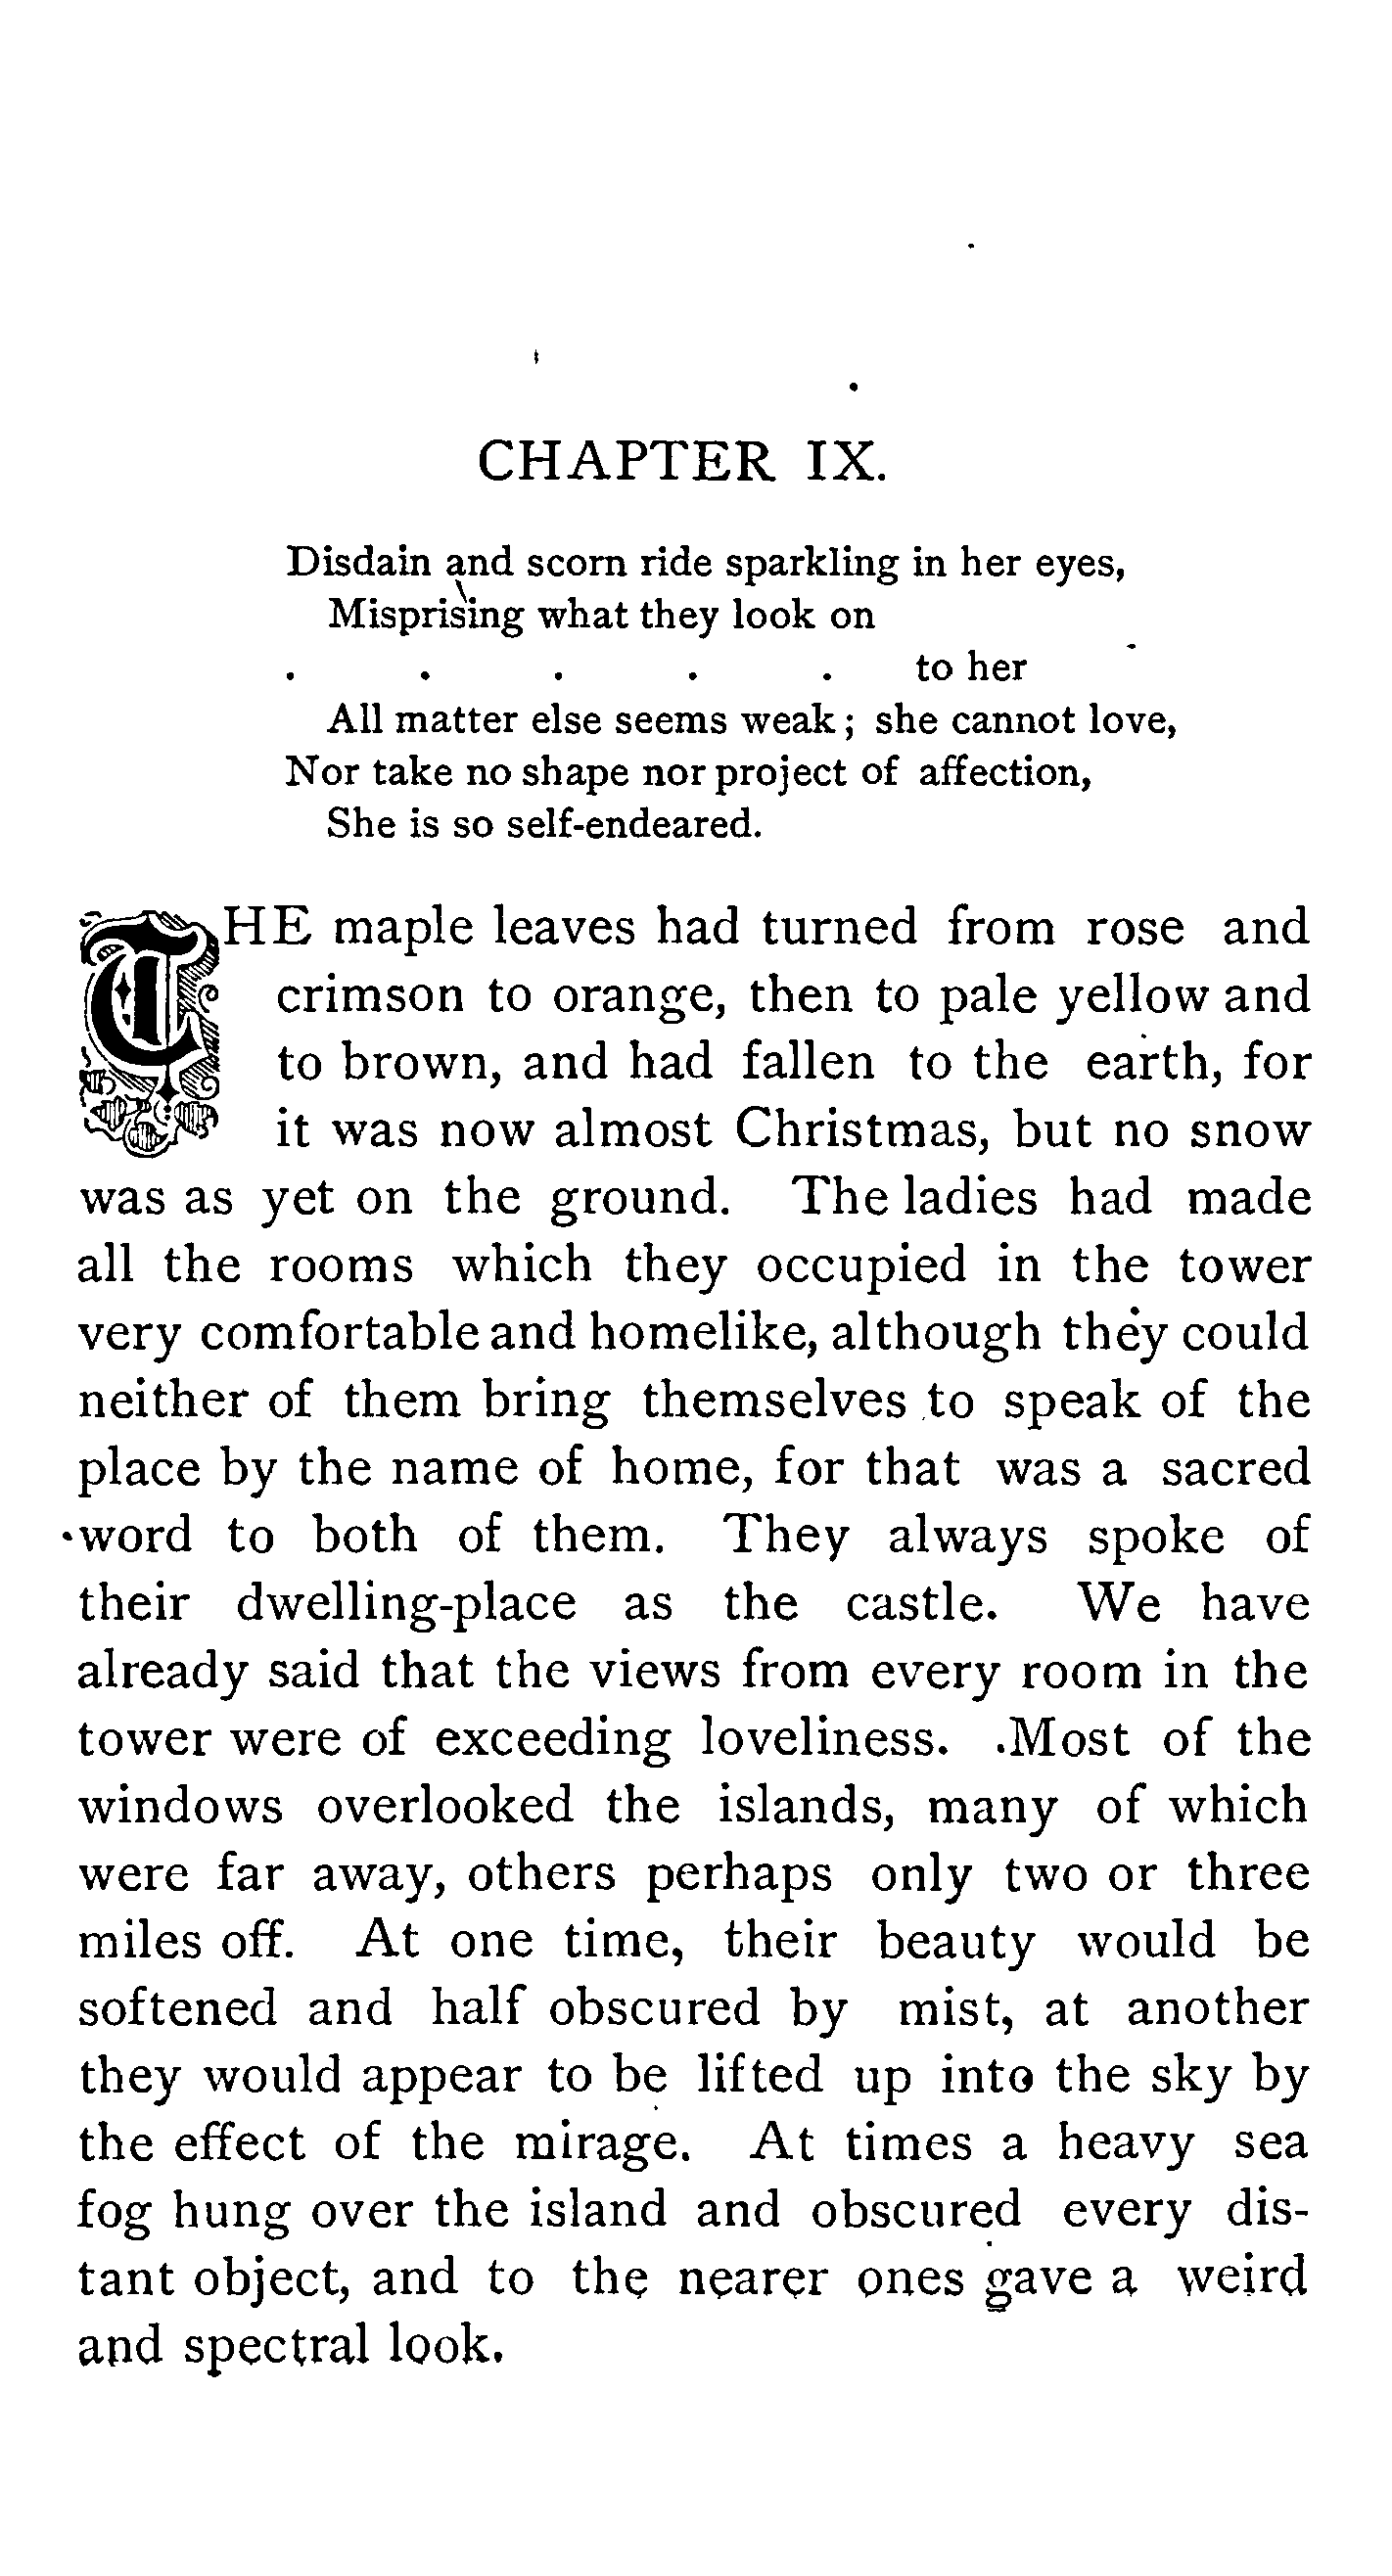 CHAPTER IX.
Disdain and scorn ride sparkling in her eyes,
Misprising what they look on
. . . . . to her
All matter else seems weak; she cannot love,
Nor take no shape nor project of affection,
She is so self-endeared.
THE maple leaves had turned from rose and
crimson to orange, then to pale yellow and
to brown, and had fallen to the earth, for
it was now almost Christmas, but no snow
was as yet on the ground. The ladies had made
all the rooms which they occupied in the tower
very comfortable and homelike, although they could
neither of them bring themselves to speak of the
place by the name of home, for that was a sacred
word to both of them. They always spoke of
their dwelling-place as the castle. We have
already said that the views from every room in the
tower were of exceeding loveliness. Most of the
windows overlooked the islands, many of which
were far away, others perhaps only two or three
miles off. At one time, their beauty would be
softened and half obscured by mist, at another
they would appear to be lifted up into the sky by
the effect of the mirage. At times a heavy sea
fog hung over the island and obscured every dis-
tant object, and to the nearer ones gave a weird
and spectral look.